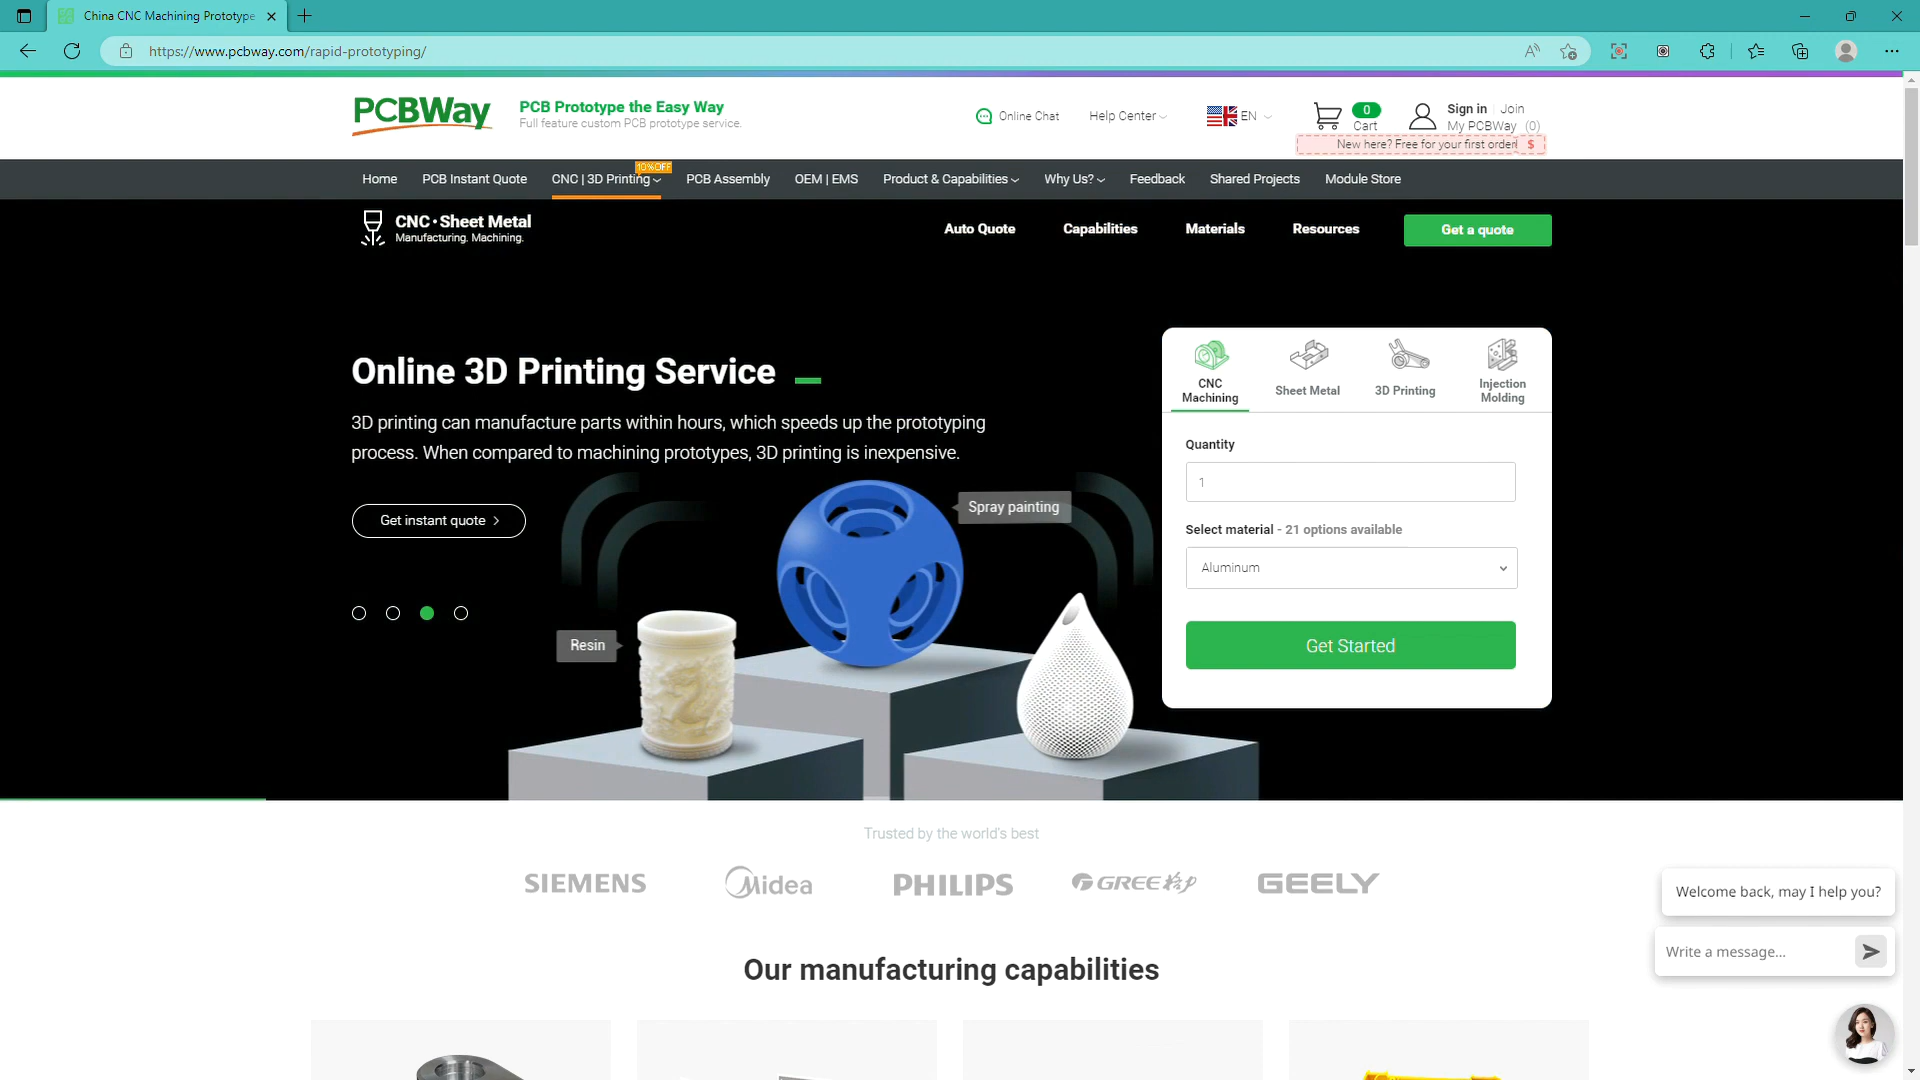 China CNC Machining Prototype
https://www.pcbway.com/rapid-prototyping/
PCBWay
PCB Prototype the Easy Way
Full feature custom PCB prototype service.
Online Chat
Help Center
EN
0
Cart
Sign in
Join
My PCBWay (0)
New here? Free for your first order!
$
10%OFF
Home
PCB Instant Quote
CNC | 3D Printing
PCB Assembly
OEM | EMS
Product & Capabilities
Why Us?
Feedback
Shared Projects
Module Store
CNC · Sheet Metal
Manufacturing. Machining.
Auto Quote
Capabilities
Materials
Resources
Get a quote
Online 3D Printing Service
3D printing can manufacture parts within hours, which speeds up the prototyping
process. When compared to machining prototypes, 3D printing is inexpensive.
Get instant quote >
Spray painting
Resin
CNC
Machining
Sheet Metal
3D Printing
Injection
Molding
Quantity
1
Select material - 21 options available
Aluminum
Get Started
Trusted by the world's best
SIEMENS
Midea
PHILIPS
GREE格力
GEELY
Welcome back, may I help you?
Write a message...
Our manufacturing capabilities